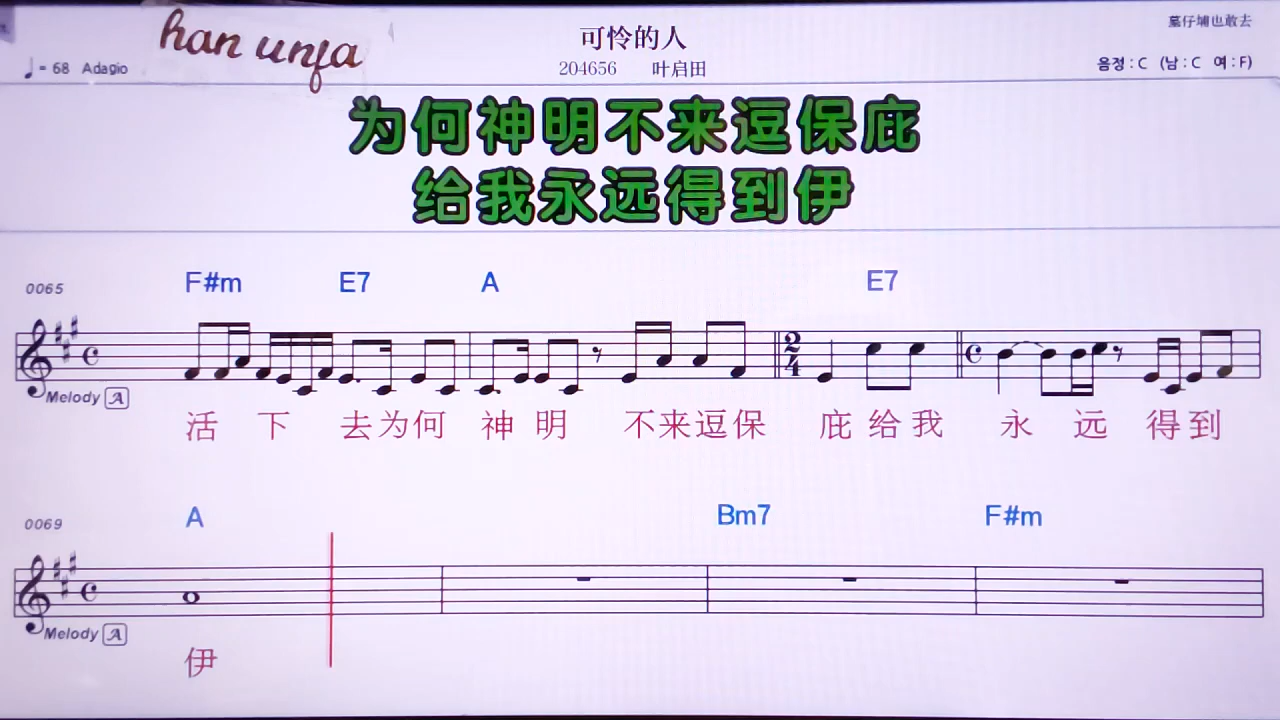 han unja
可怜的人
墓仔埔也敢去
♩= 68 Adagio
204656 叶启田
음정 : C (남 : C 여 : F)
为何神明不来逗保庇
给我永远得到伊
0065
F#m E7 A E7
2
4
Melody A
活 下 去为何 神 明 不来逗保 庇 给 我 永 远 得 到
0069
A Bm7 F#m
Melody A
伊